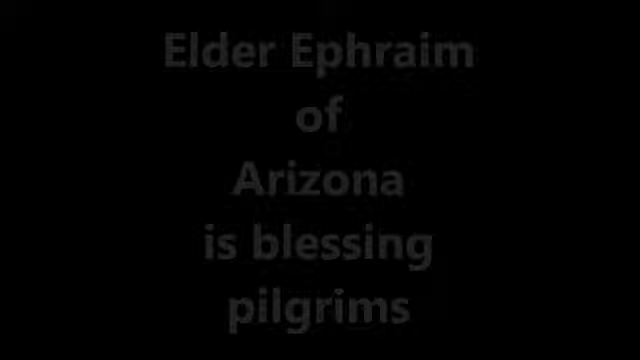 Elder Ephraim
of
Arizona
is blessing
pilgrims